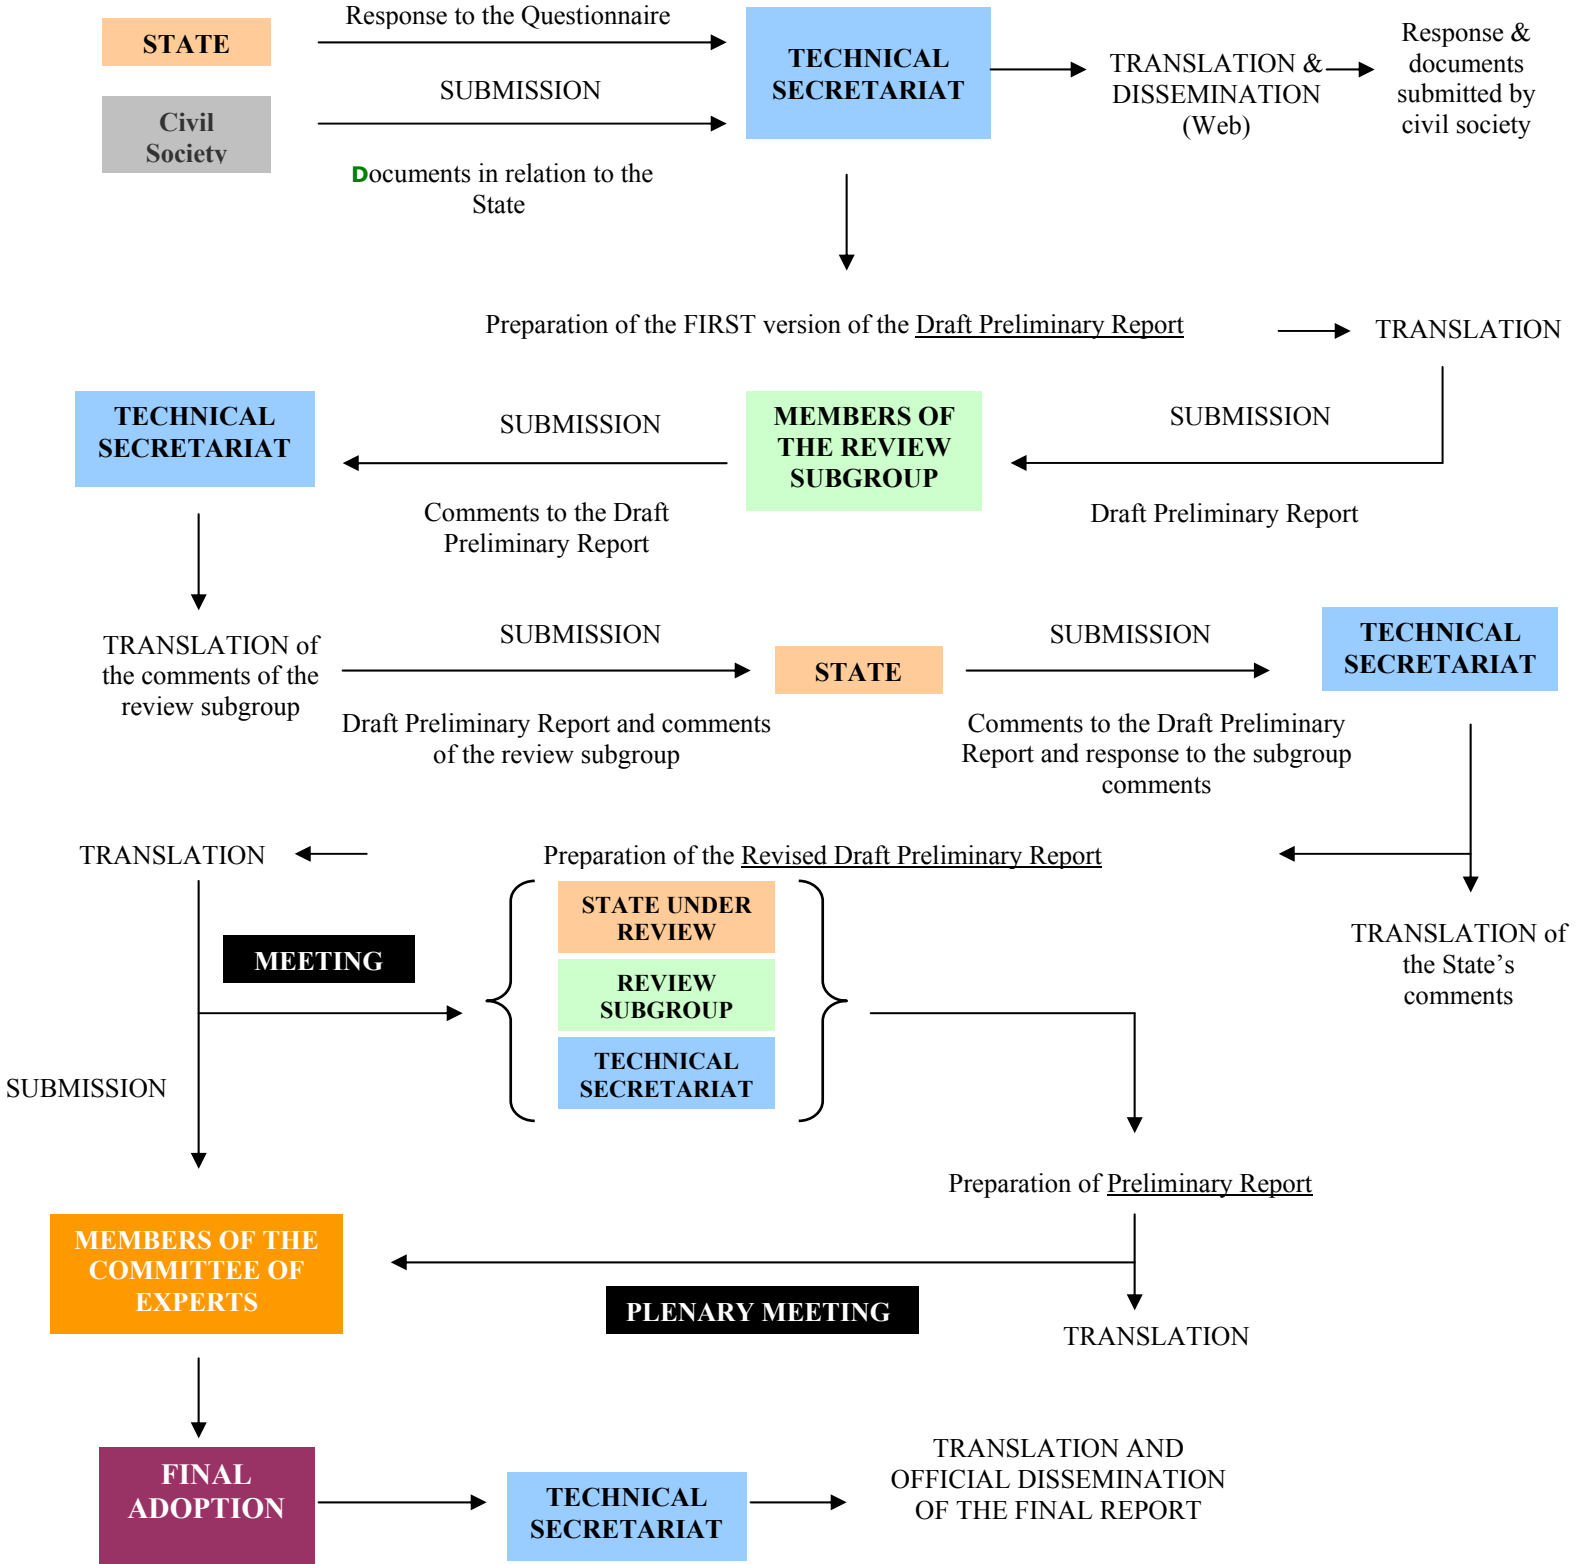 Response to the Questionnaire
STATE
SUBMISSION
Civil
Society
Documents in relation to the
State
TECHNICAL
SECRETARIAT
TRANSLATION &
DISSEMINATION
(Web)
Response &
documents
submitted by
civil society
Preparation of the FIRST version of the Draft Preliminary Report
TRANSLATION
SUBMISSION
Draft Preliminary Report
MEMBERS OF
THE REVIEW
SUBGROUP
SUBMISSION
Comments to the Draft
Preliminary Report
TECHNICAL
SECRETARIAT
TRANSLATION of
the comments of the
review subgroup
SUBMISSION
Draft Preliminary Report and comments
of the review subgroup
STATE
SUBMISSION
Comments to the Draft Preliminary
Report and response to the subgroup
comments
TECHNICAL
SECRETARIAT
TRANSLATION of
the State’s
comments
Preparation of the Revised Draft Preliminary Report
TRANSLATION
MEETING
STATE UNDER
REVIEW
REVIEW
SUBGROUP
TECHNICAL
SECRETARIAT
SUBMISSION
Preparation of Preliminary Report
TRANSLATION
PLENARY MEETING
MEMBERS OF THE
COMMITTEE OF
EXPERTS
FINAL
ADOPTION
TECHNICAL
SECRETARIAT
TRANSLATION AND
OFFICIAL DISSEMINATION
OF THE FINAL REPORT